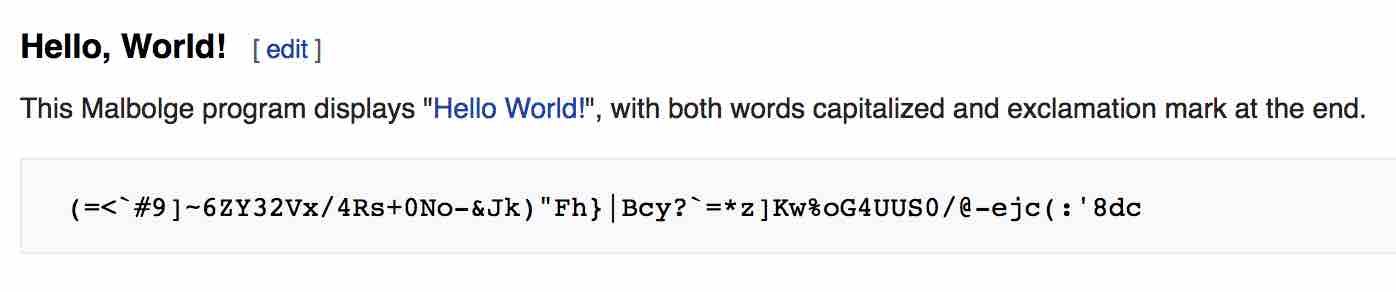 Hello, World! [ edit ]
This Malbolge program displays "Hello World!", with both words capitalized and exclamation mark at the end.
(=<`#9]~6ZY32Vx/4Rs+0No-&Jk)"Fh}|Bcy?`=*z]Kw%oG4UUS0/@-ejc(:'8dc